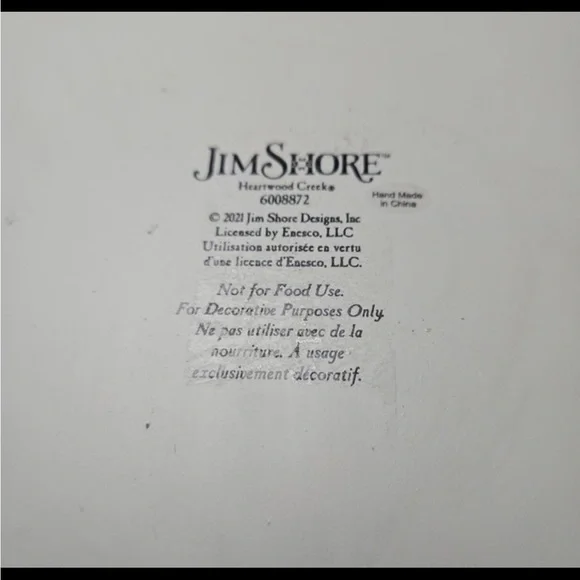 JIM SHORE™
Heartwood Creek®
6008872
Hand Made
in China
© 2021 Jim Shore Designs, Inc
Licensed by Enesco, LLC
Utilisation autorisée en vertu
d'une licence d'Enesco, LLC.
Not for Food Use.
For Decorative Purposes Only.
Ne pas utiliser avec de la
nourriture. A usage
exclusivement décoratif.